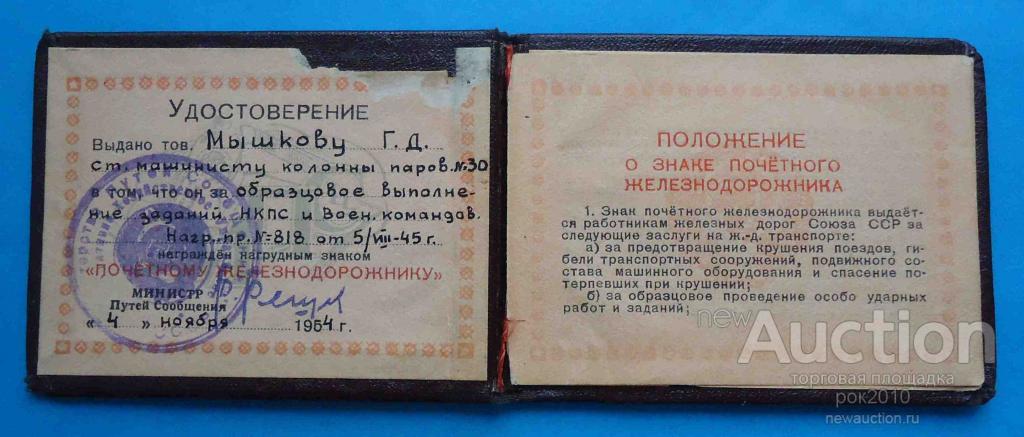 УДОСТОВЕРЕНИЕ
Выдано тов. Мышкову Г.Д.
ст. машинисту колонны паров. №30
в том, что он за образцовое выполне-
ние заданий НКПС и Воен. командов.
Нагр. пр. №-818 от 5/VIII-45 г.
награждён нагрудным знаком
«ПОЧЁТНОМУ ЖЕЛЕЗНОДОРОЖНИКУ»
МИНИСТР
Путей Сообщения
«4» ноября 1954 г.
ПОЛОЖЕНИЕ
О ЗНАКЕ ПОЧЁТНОГО
ЖЕЛЕЗНОДОРОЖНИКА
1. Знак почётного железнодорожника выдаёт-
ся работникам железных дорог Союза ССР за
следующие заслуги на ж.-д. транспорте:
а) за предотвращение крушения поездов, ги-
бели транспортных сооружений, подвижного со-
става машинного оборудования и спасение по-
терпевших при крушении;
б) за образцовое проведение особо ударных
работ и заданий;
new Auction
торговая площадка
рок2010
newauction.ru